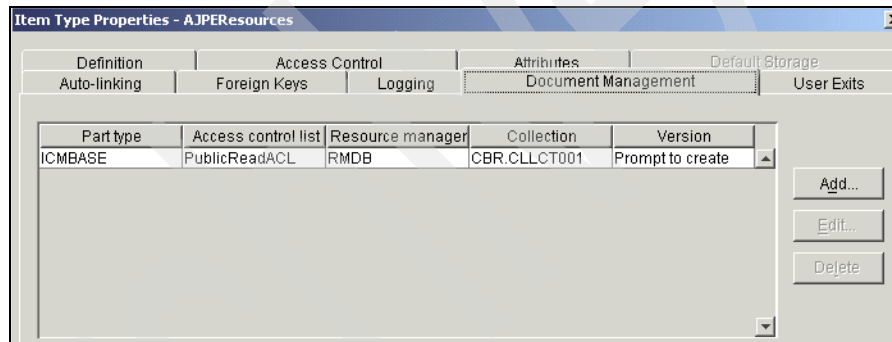 Item Type Properties - AJPEResources
Definition Access Control Attributes Default Storage
Auto-linking Foreign Keys Logging Document Management User Exits
Part type Access control list Resource manager Collection Version
ICMBASE PublicReadACL RMDB CBR.CLLCT001 Prompt to create
Add...
Edit...
Delete